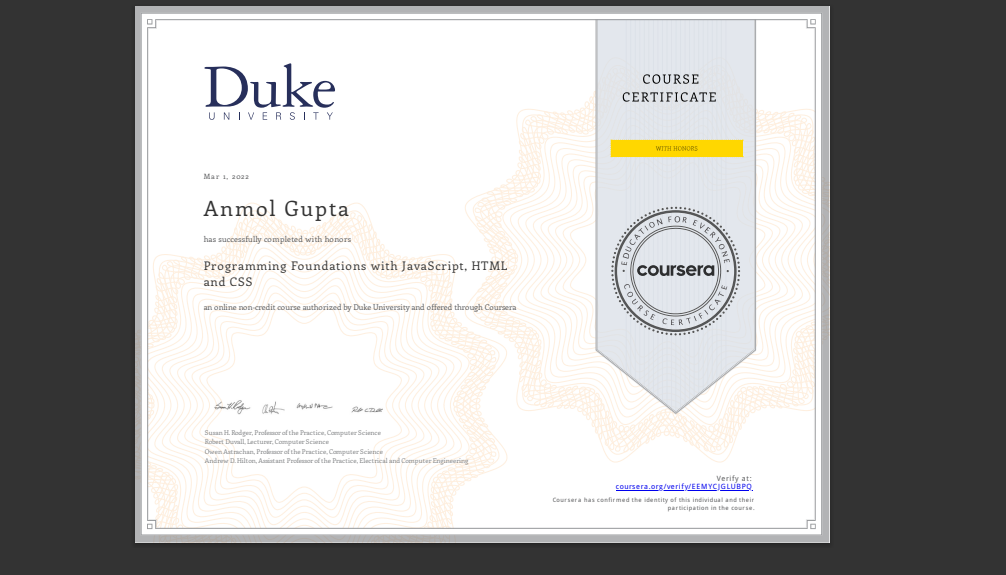 Duke
UNIVERSITY
COURSE
CERTIFICATE
WITH HONORS
Mar 1, 2022
Anmol Gupta
has successfully completed with honors
Programming Foundations with JavaScript, HTML
and CSS
an online non-credit course authorized by Duke University and offered through Coursera
EDUCATION FOR EVERYONE
coursera
COURSE CERTIFICATE
Susan H. Rodger, Professor of the Practice, Computer Science
Robert Duvall, Lecturer, Computer Science
Owen Astrachan, Professor of the Practice, Computer Science
Andrew D. Hilton, Assistant Professor of the Practice, Electrical and Computer Engineering
Verify at:
coursera.org/verify/EEMYCJGLUBPQ
Coursera has confirmed the identity of this individual and their
participation in the course.